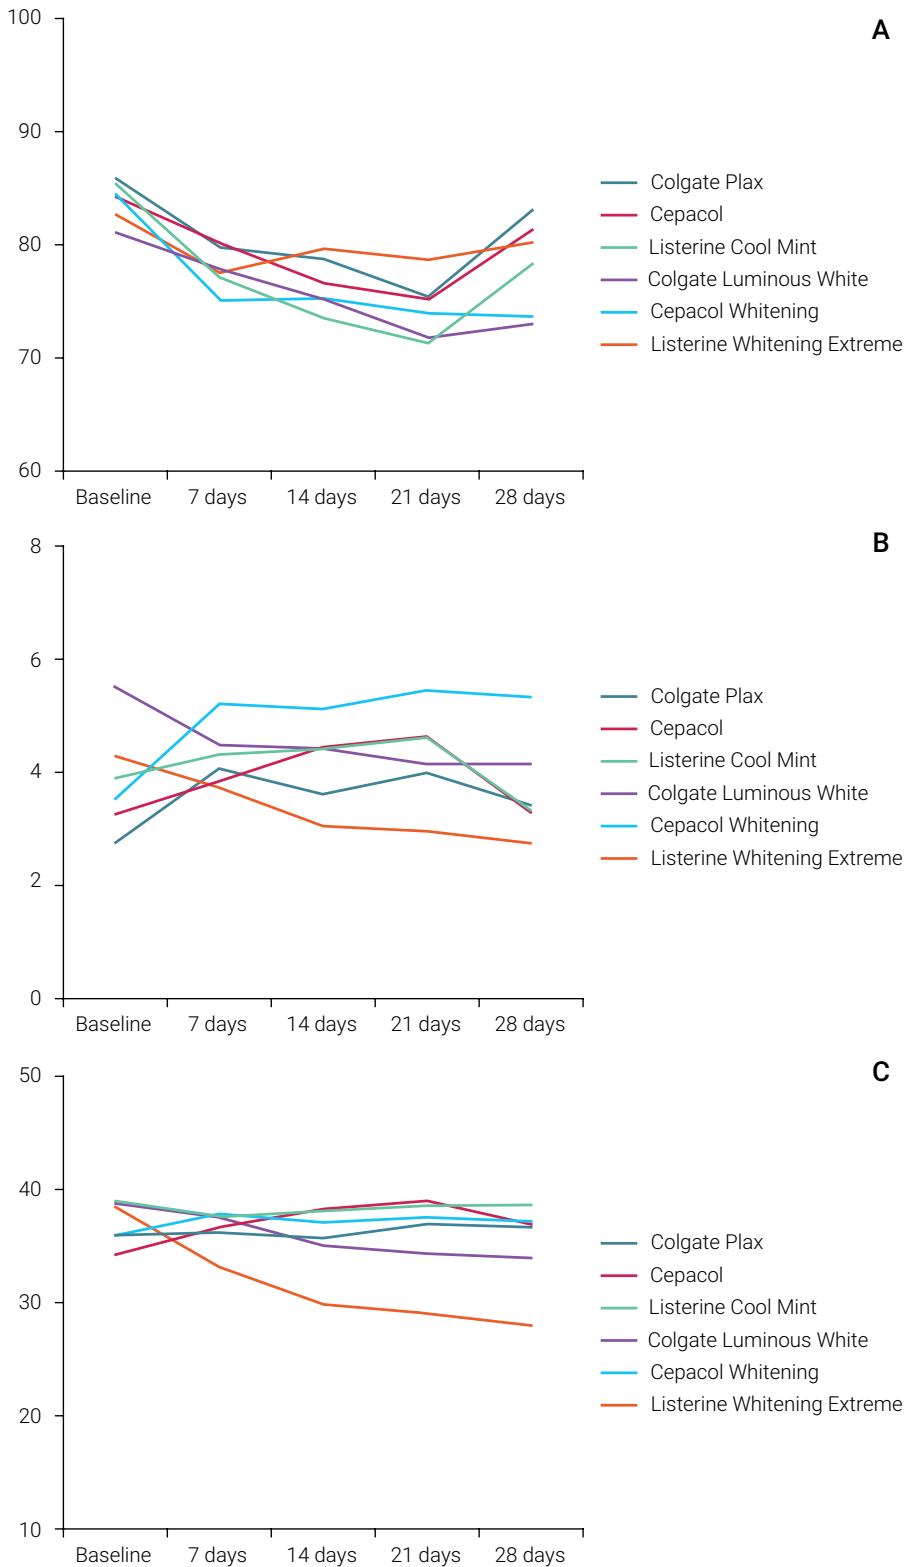 A
100
90
80
70
60
Baseline 7 days 14 days 21 days 28 days
Colgate Plax
Cepacol
Listerine Cool Mint
Colgate Luminous White
Cepacol Whitening
Listerine Whitening Extreme
B
8
6
4
2
0
Baseline 7 days 14 days 21 days 28 days
Colgate Plax
Cepacol
Listerine Cool Mint
Colgate Luminous White
Cepacol Whitening
Listerine Whitening Extreme
C
50
40
30
20
10
Baseline 7 days 14 days 21 days 28 days
Colgate Plax
Cepacol
Listerine Cool Mint
Colgate Luminous White
Cepacol Whitening
Listerine Whitening Extreme